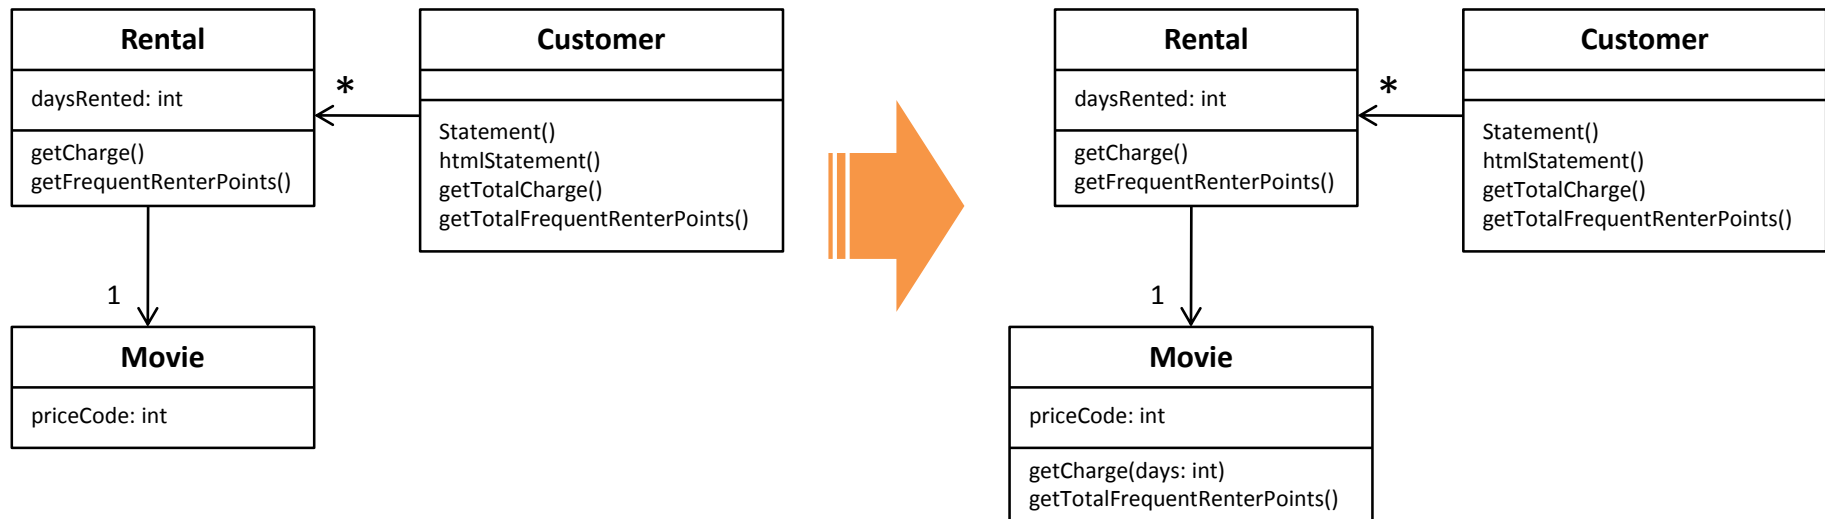 Rental
daysRented: int
getCharge()
getFrequentRenterPoints()
*
Customer
Statement()
htmlStatement()
getTotalCharge()
getTotalFrequentRenterPoints()
1
Movie
priceCode: int
Rental
daysRented: int
getCharge()
getFrequentRenterPoints()
*
Customer
Statement()
htmlStatement()
getTotalCharge()
getTotalFrequentRenterPoints()
1
Movie
priceCode: int
getCharge(days: int)
getTotalFrequentRenterPoints()